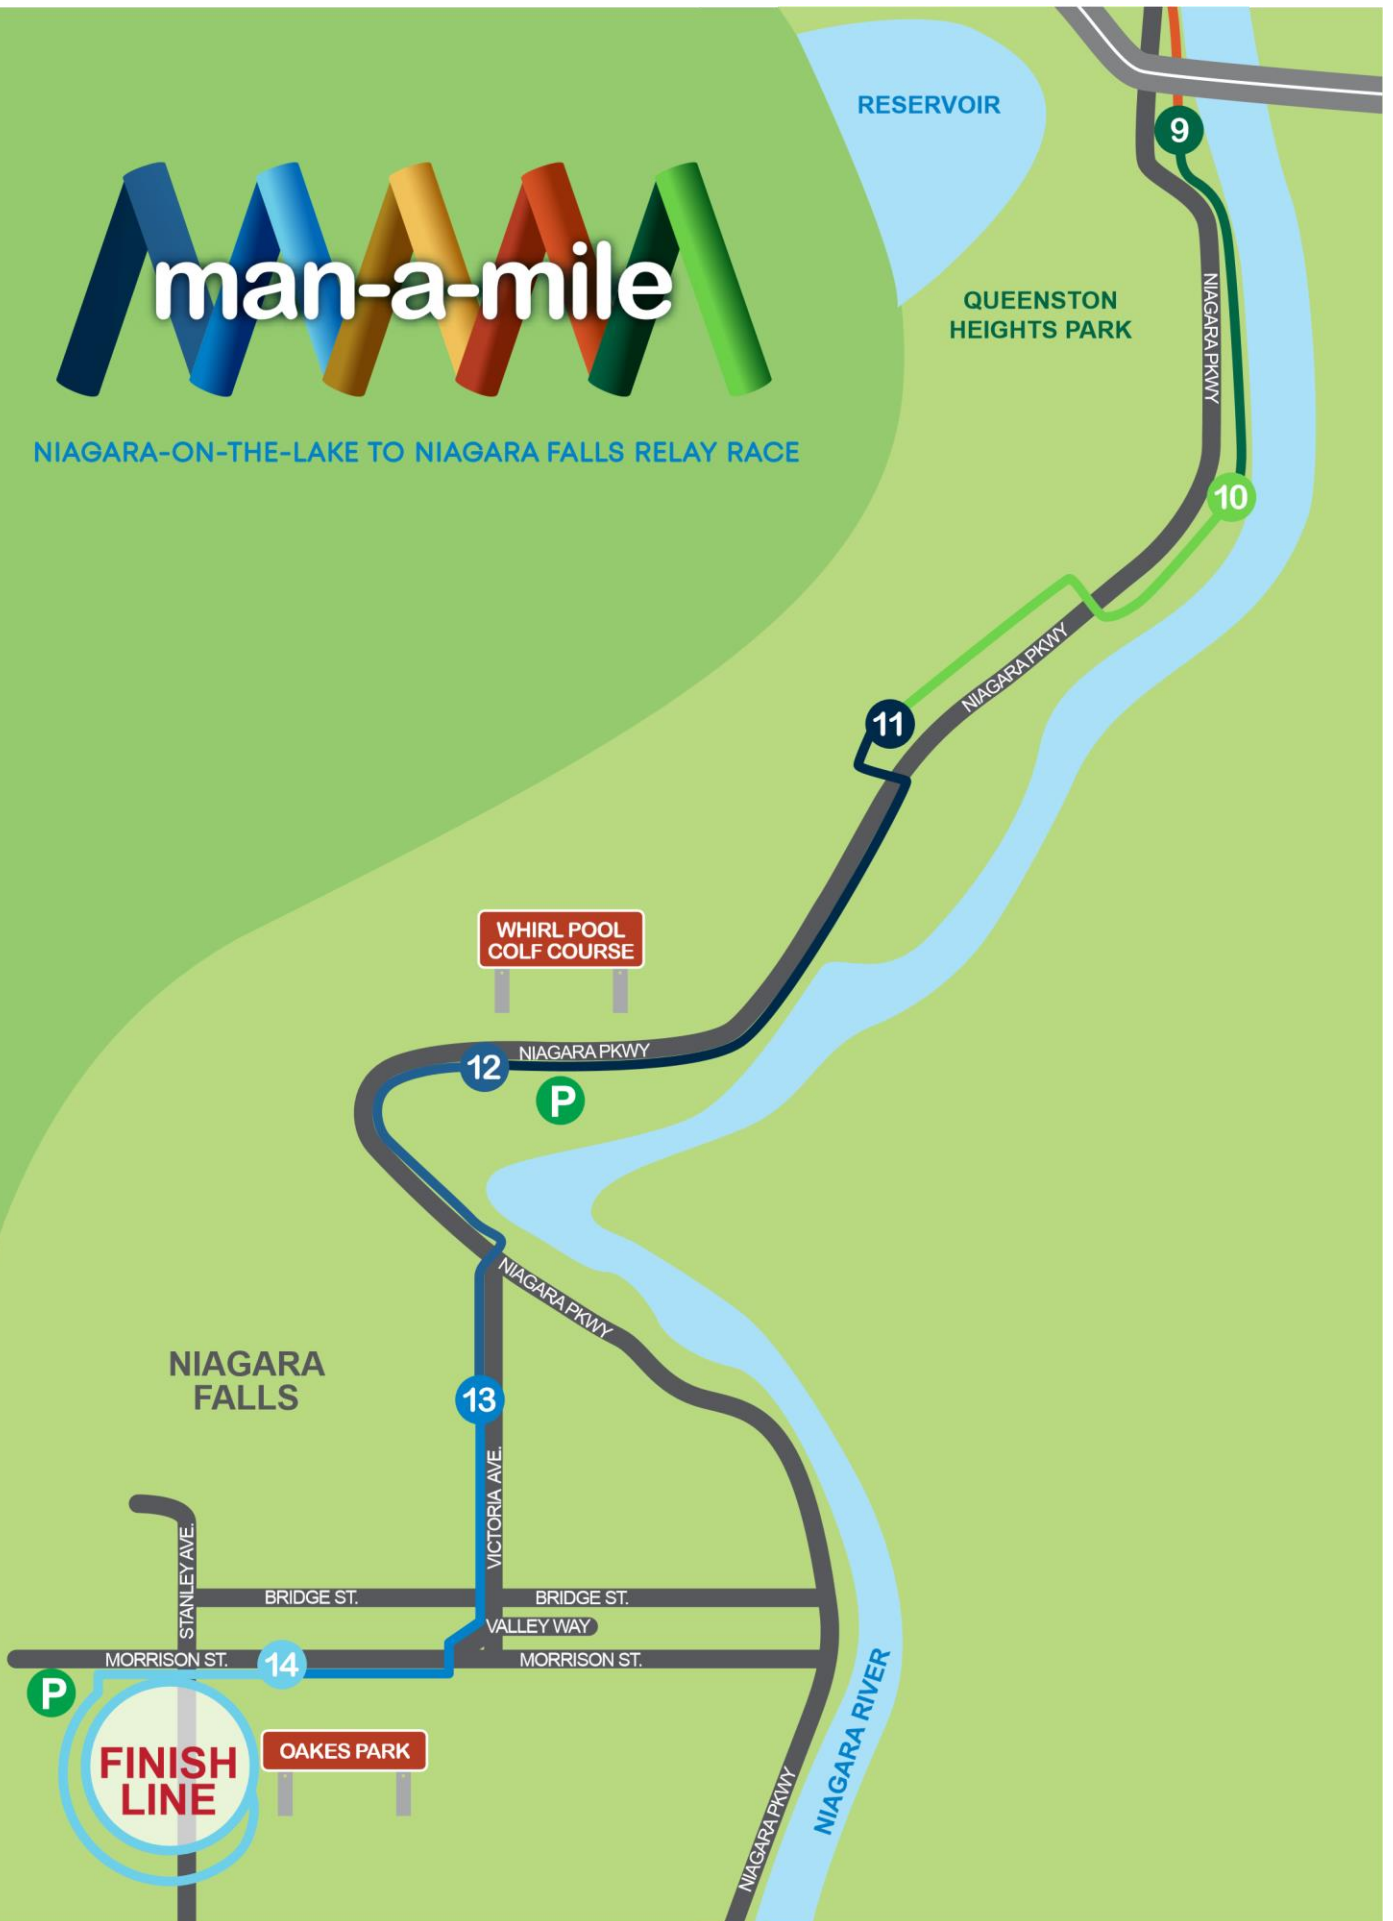 RESERVOIR
9
man-a-mile
NIAGARA-ON-THE-LAKE TO NIAGARA FALLS RELAY RACE
QUEENSTON
HEIGHTS PARK
NIAGARA PKWY
10
NIAGARA PKWY
11
WHIRL POOL
COLF COURSE
NIAGARA PKWY
12
P
NIAGARA PKWY
NIAGARA
FALLS
13
VICTORIA AVE.
STANLEY AVE.
BRIDGE ST.
BRIDGE ST.
VALLEY WAY
MORRISON ST.
14
MORRISON ST.
P
FINISH
LINE
OAKES PARK
NIAGARA RIVER
NIAGARA PKWY